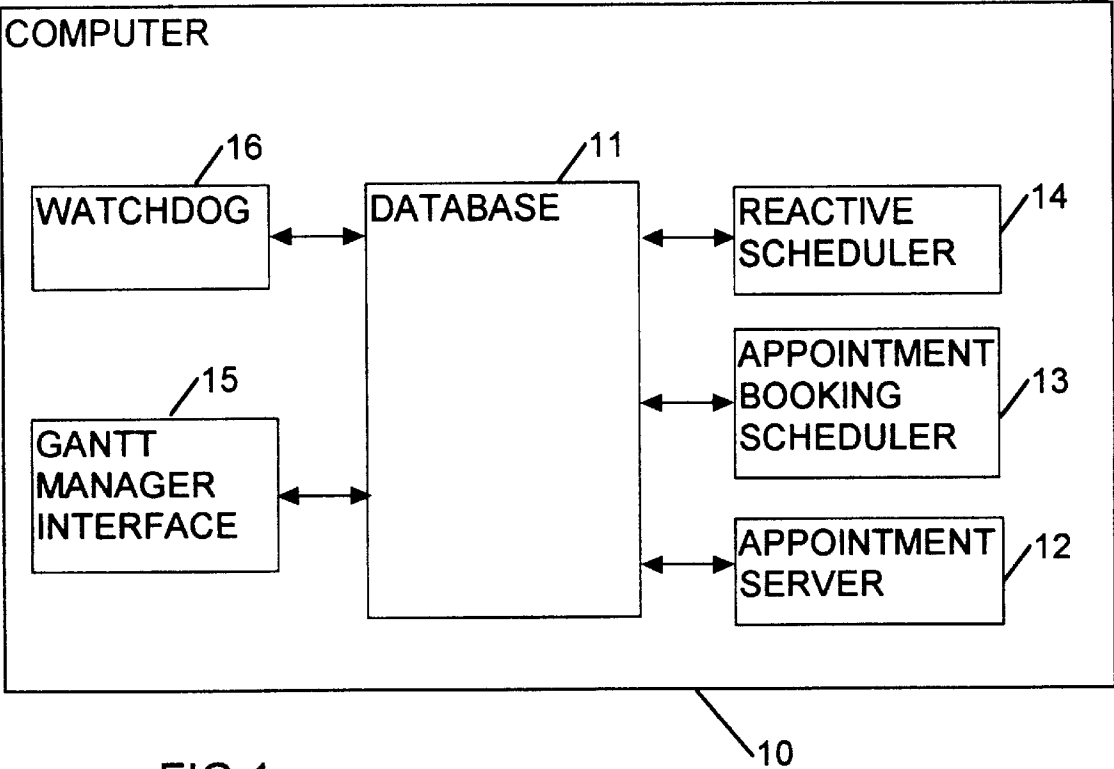 COMPUTER
16
11
WATCHDOG
DATABASE
REACTIVE
SCHEDULER
14
APPOINTMENT
BOOKING
SCHEDULER
13
15
GANTT
MANAGER
INTERFACE
APPOINTMENT
SERVER
12
10